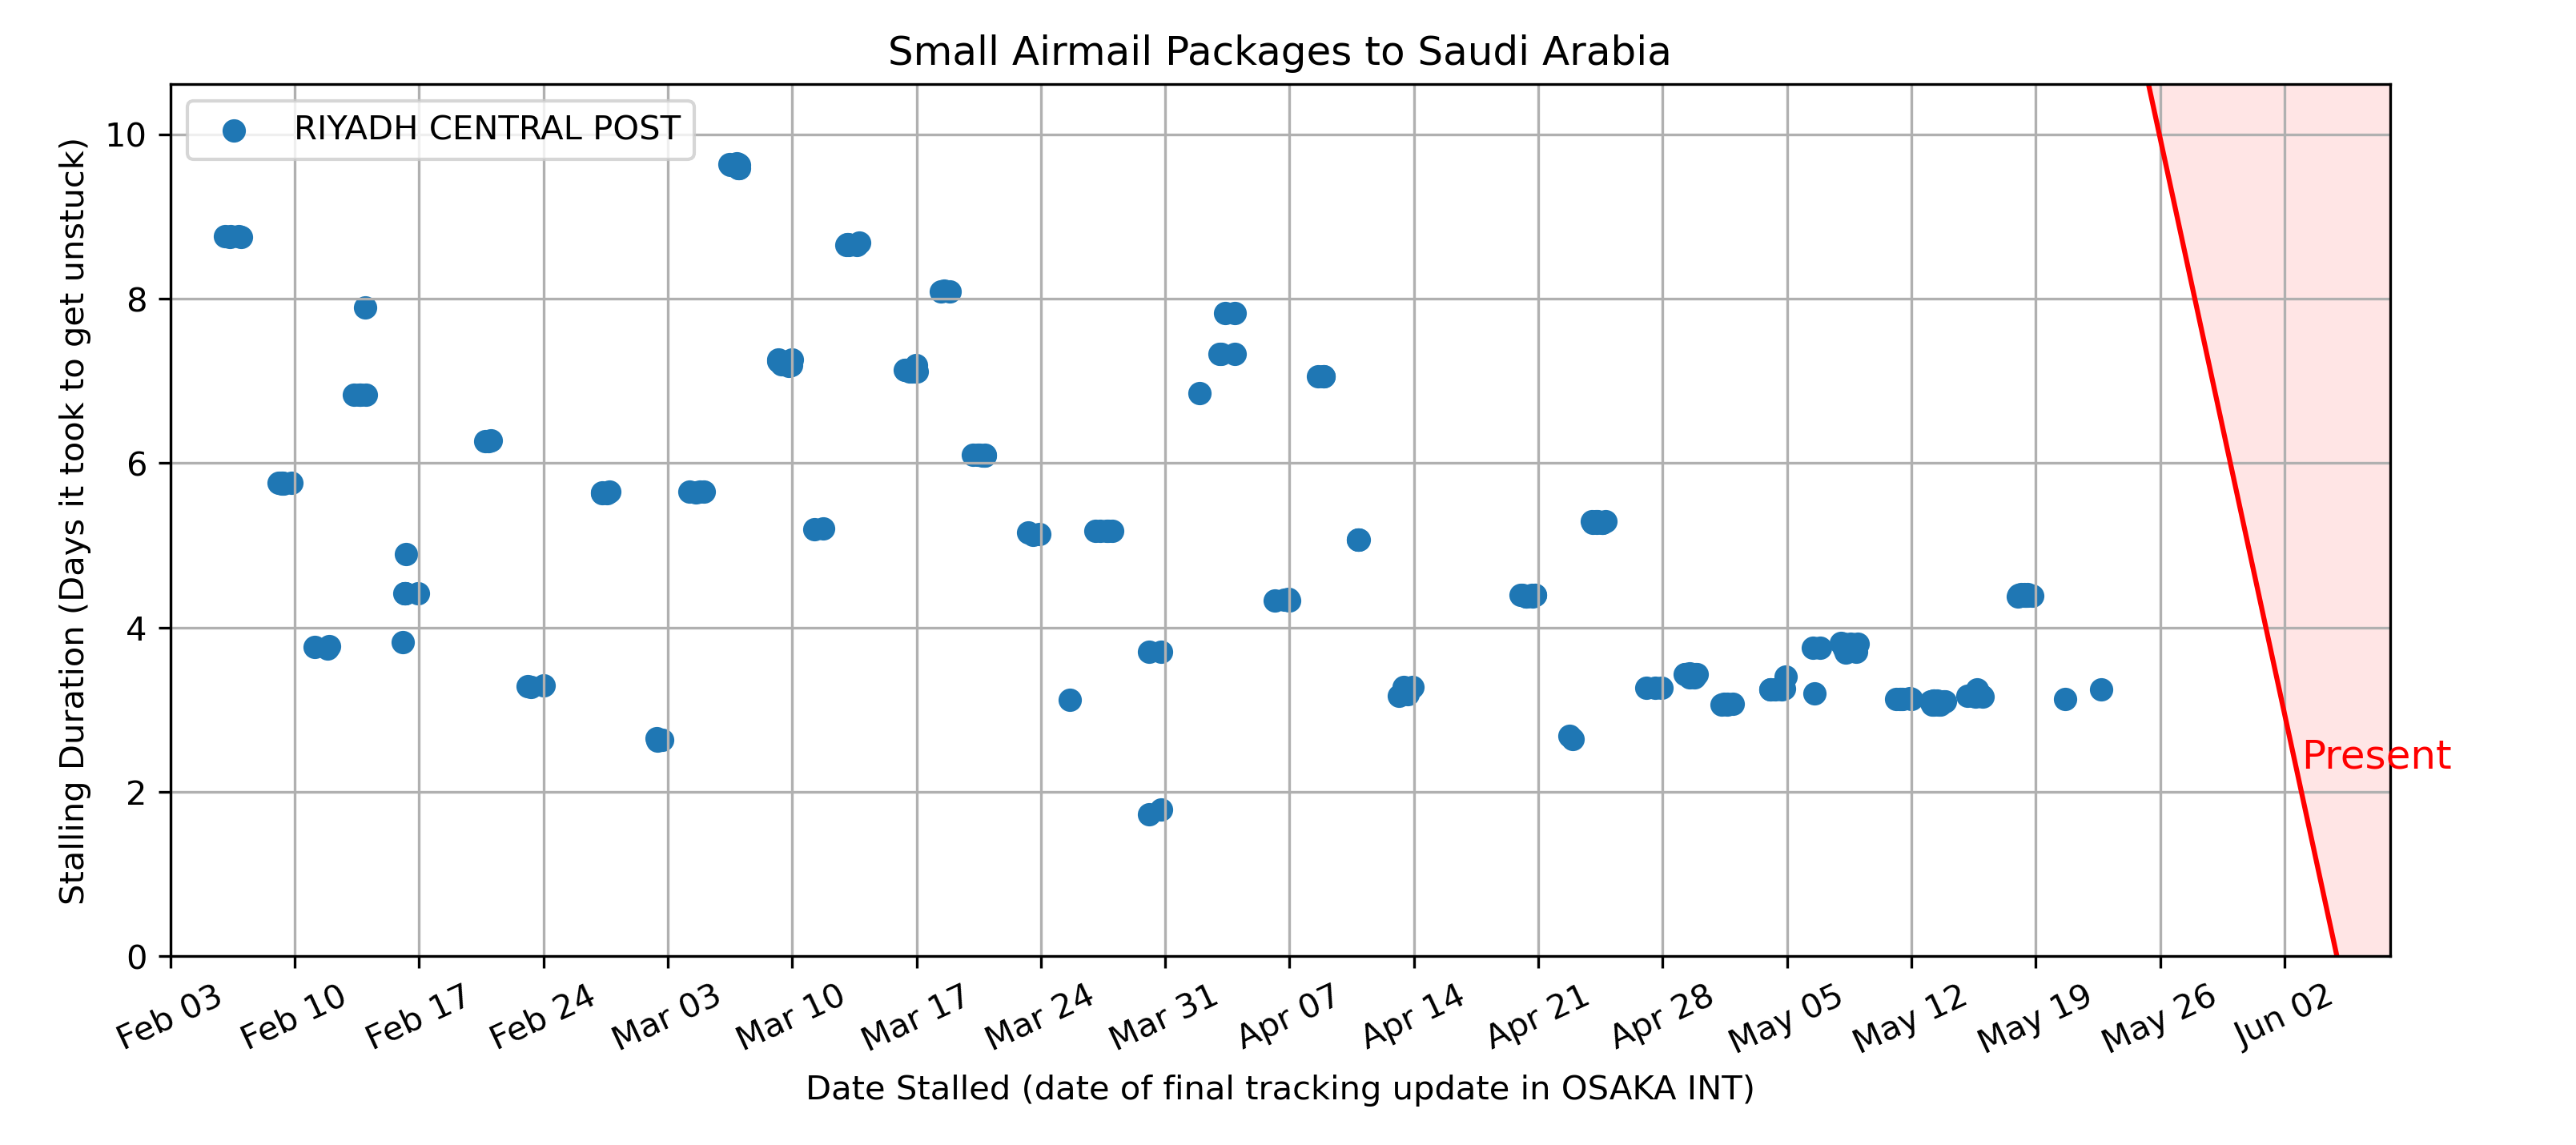 Small Airmail Packages to Saudi Arabia
RIYADH CENTRAL POST
Stalling Duration (Days it took to get unstuck)
10
8
6
4
2
0
Present
Feb 03
Feb 10
Feb 17
Feb 24
Mar 03
Mar 10
Mar 17
Mar 24
Mar 31
Apr 07
Apr 14
Apr 21
Apr 28
May 05
May 12
May 19
May 26
Jun 02
Date Stalled (date of final tracking update in OSAKA INT)